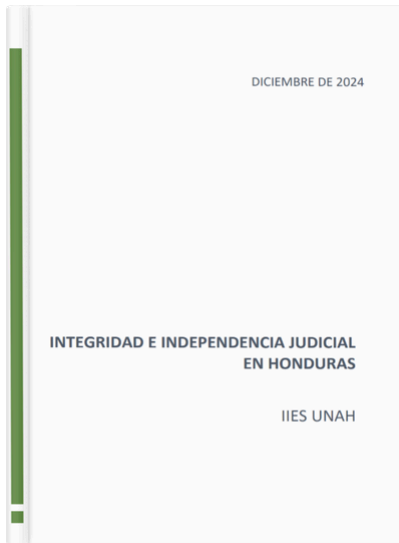 DICIEMBRE DE 2024
INTEGRIDAD E INDEPENDENCIA JUDICIAL
EN HONDURAS
IIES UNAH